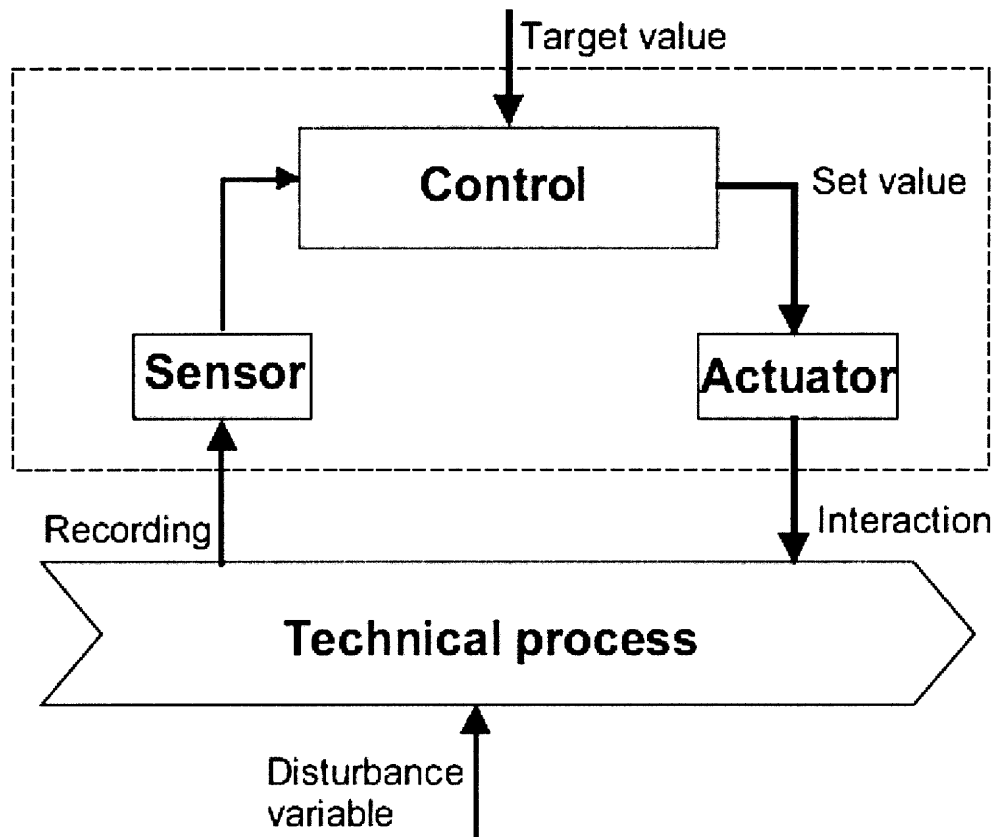 Target value
Control
Set value
Sensor
Actuator
Recording
Interaction
Technical process
Disturbance
variable